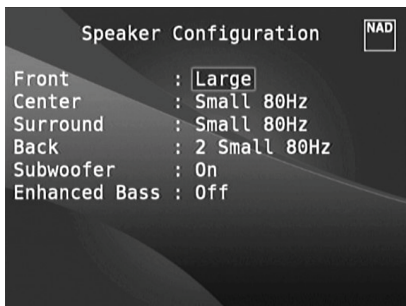 Speaker Configuration
NAD
Front : Large
Center : Small 80Hz
Surround : Small 80Hz
Back : 2 Small 80Hz
Subwoofer : On
Enhanced Bass : Off